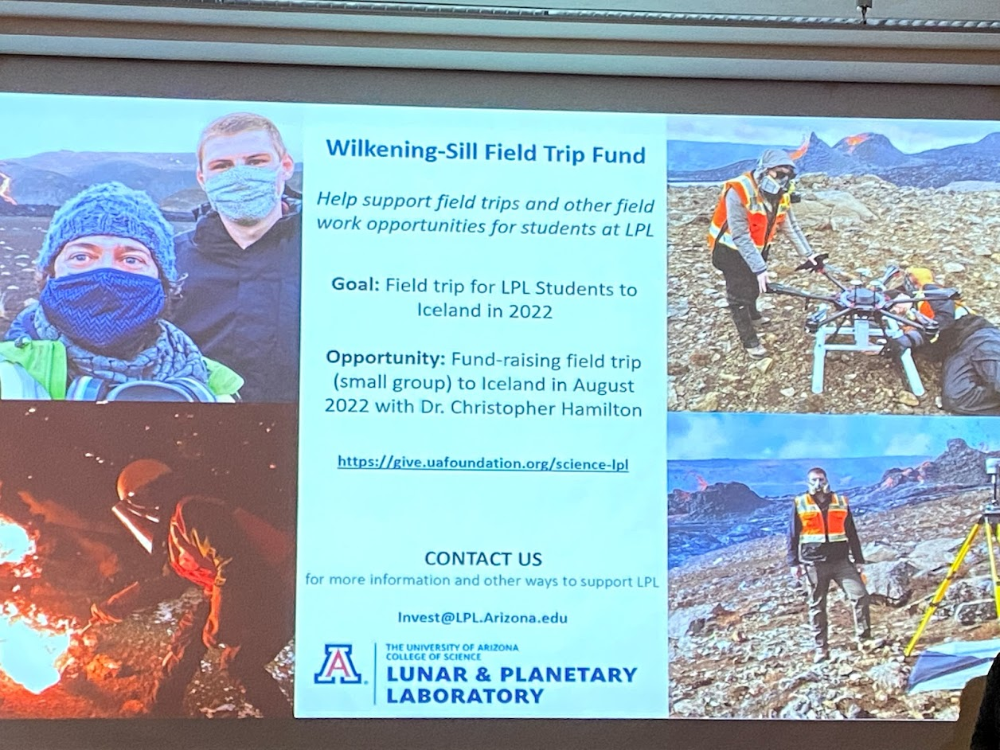 Wilkening-Sill Field Trip Fund
Help support field trips and other field
work opportunities for students at LPL
Goal: Field trip for LPL Students to
Iceland in 2022
Opportunity: Fund-raising field trip
(small group) to Iceland in August
2022 with Dr. Christopher Hamilton
https://give.uafoundation.org/science-lpl
CONTACT US
for more information and other ways to support LPL
Invest@LPL.Arizona.edu
A
THE UNIVERSITY OF ARIZONA
COLLEGE OF SCIENCE
LUNAR & PLANETARY
LABORATORY